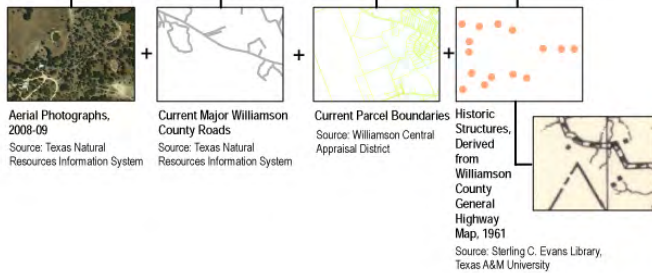 +
+
+
Aerial Photographs,
2008-09
Source: Texas Natural
Resources Information System
Current Major Williamson
County Roads
Source: Texas Natural
Resources Information System
Current Parcel Boundaries
Source: Williamson Central
Appraisal District
Historic
Structures,
Derived
from
Williamson
County
General
Highway
Map, 1961
Source: Sterling C. Evans Library,
Texas A&M University